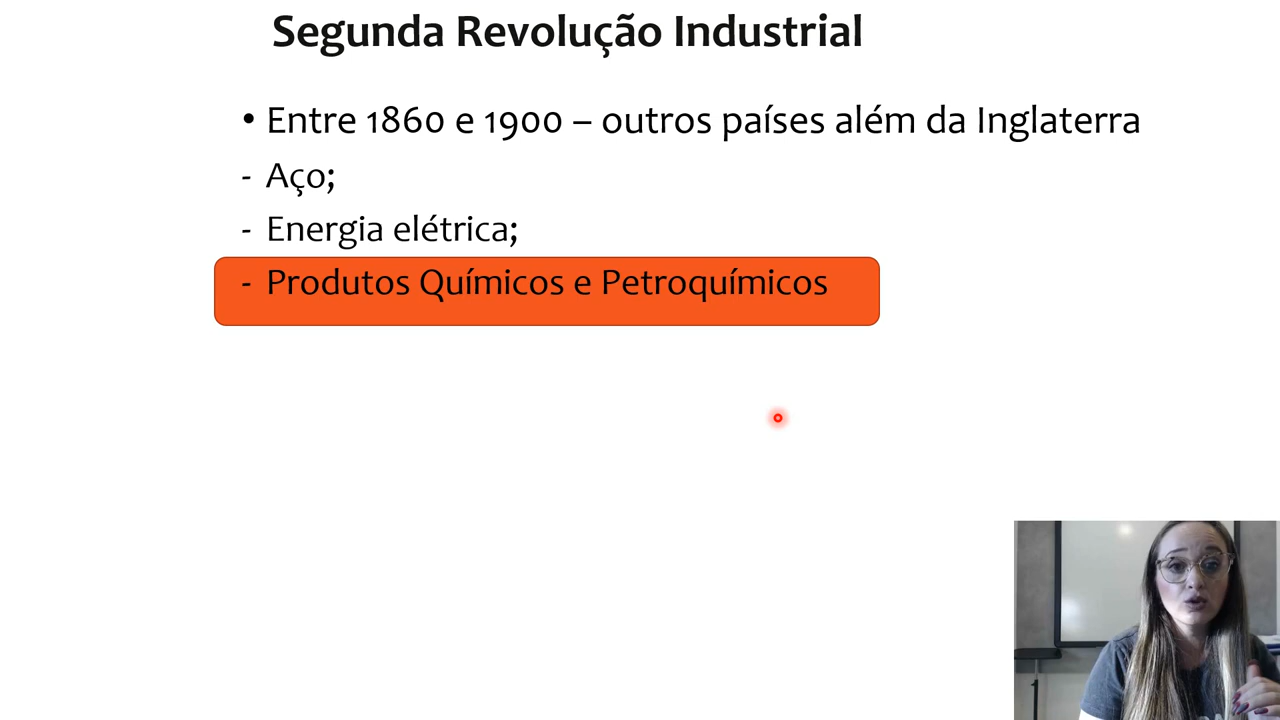 Segunda Revolução Industrial
• Entre 1860 e 1900 – outros países além da Inglaterra
- Aço;
- Energia elétrica;
- Produtos Químicos e Petroquímicos